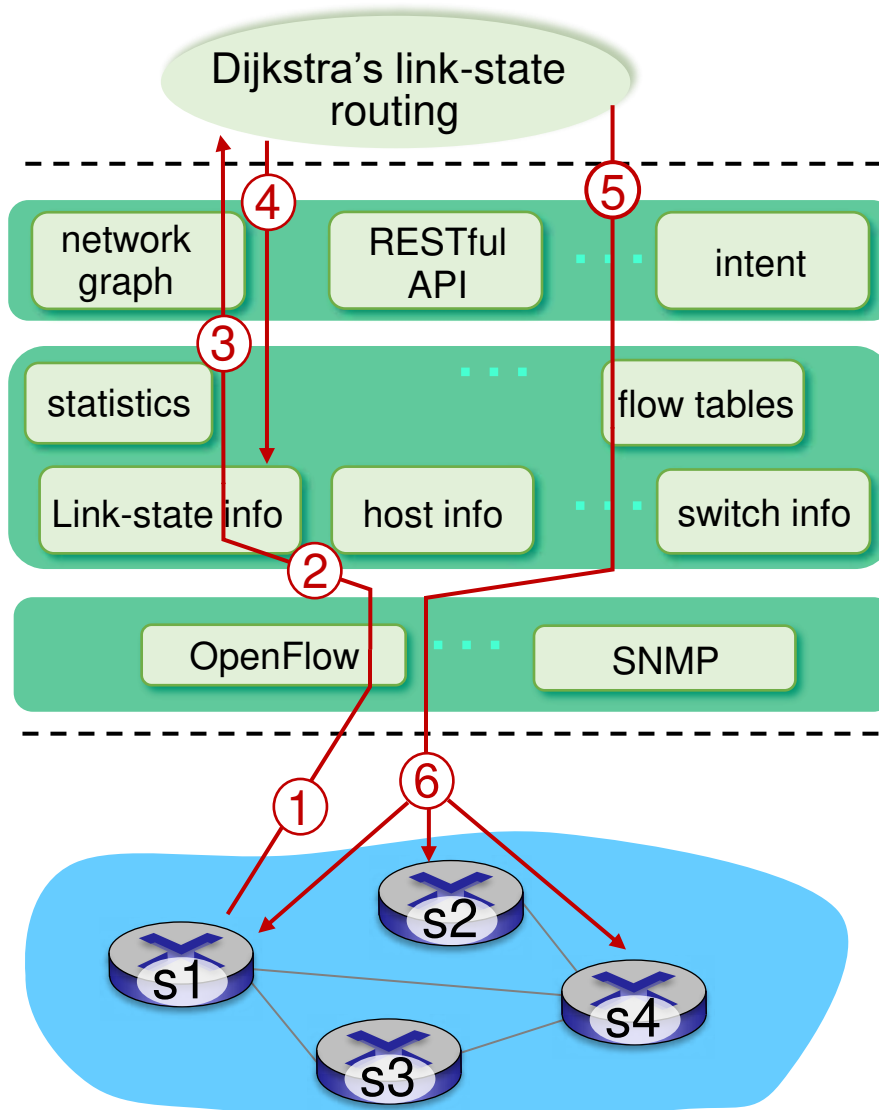 Dijkstra's link-state
routing
4
5
network
graph
RESTful
API
intent
3
statistics
flow tables
Link-state info
host info
switch info
2
OpenFlow
SNMP
1
6
s2
s1
s4
s3